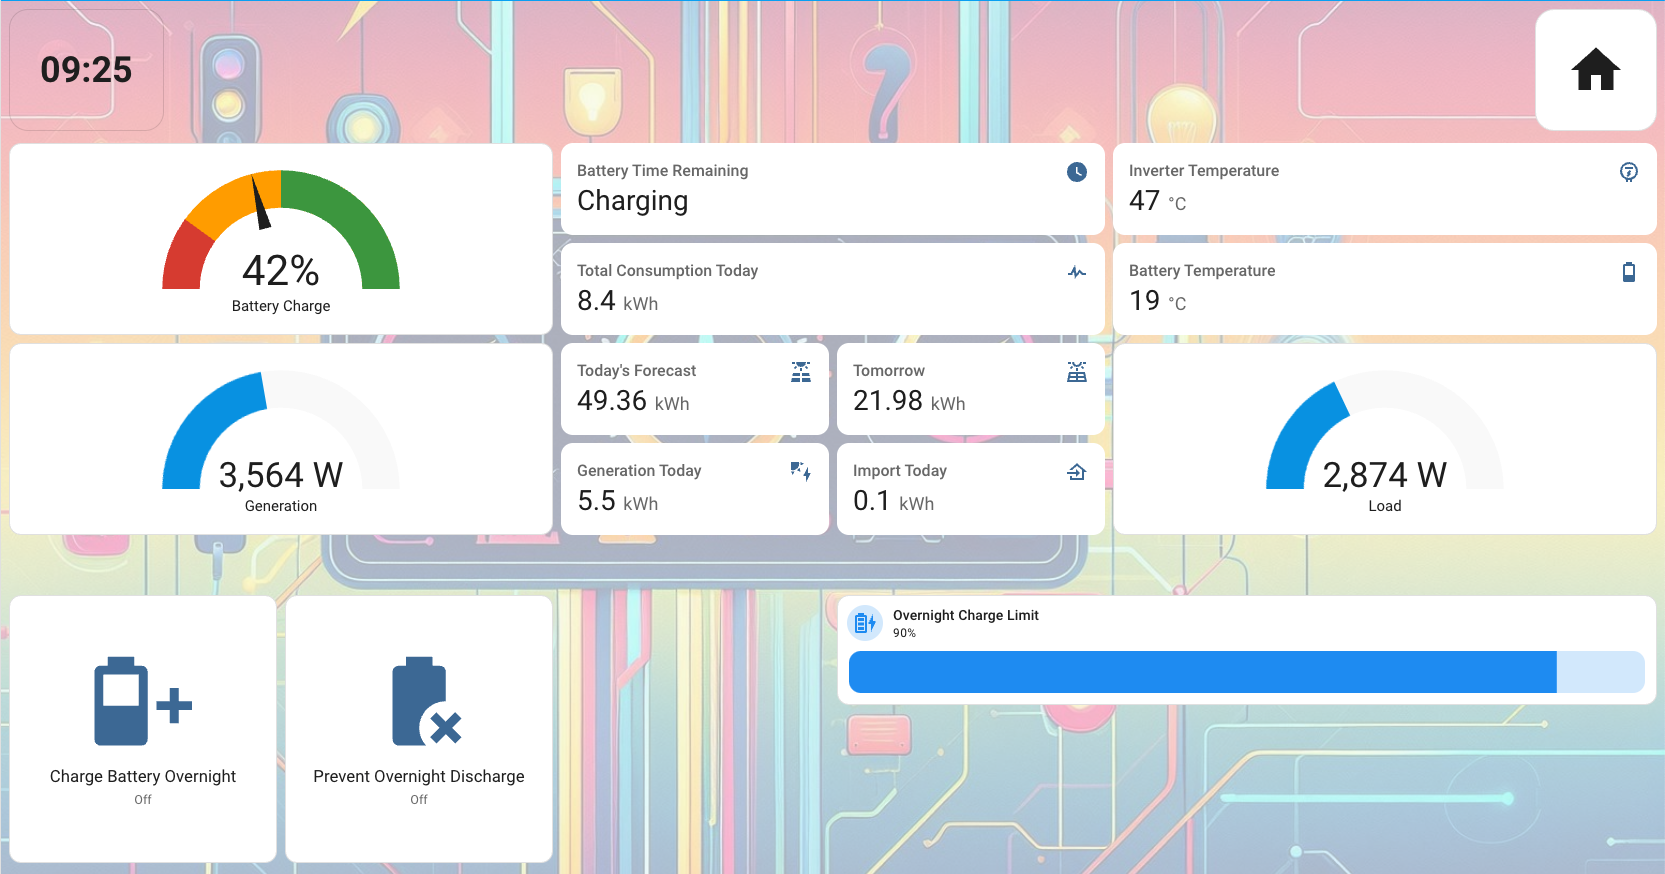 09:25
42%
Battery Charge
Battery Time Remaining
Charging
Inverter Temperature
47 °C
Total Consumption Today
8.4 kWh
Battery Temperature
19 °C
3,564 W
Generation
Today's Forecast
49.36 kWh
Tomorrow
21.98 kWh
Generation Today
5.5 kWh
Import Today
0.1 kWh
2,874 W
Load
Charge Battery Overnight
Off
Prevent Overnight Discharge
Off
Overnight Charge Limit
90%